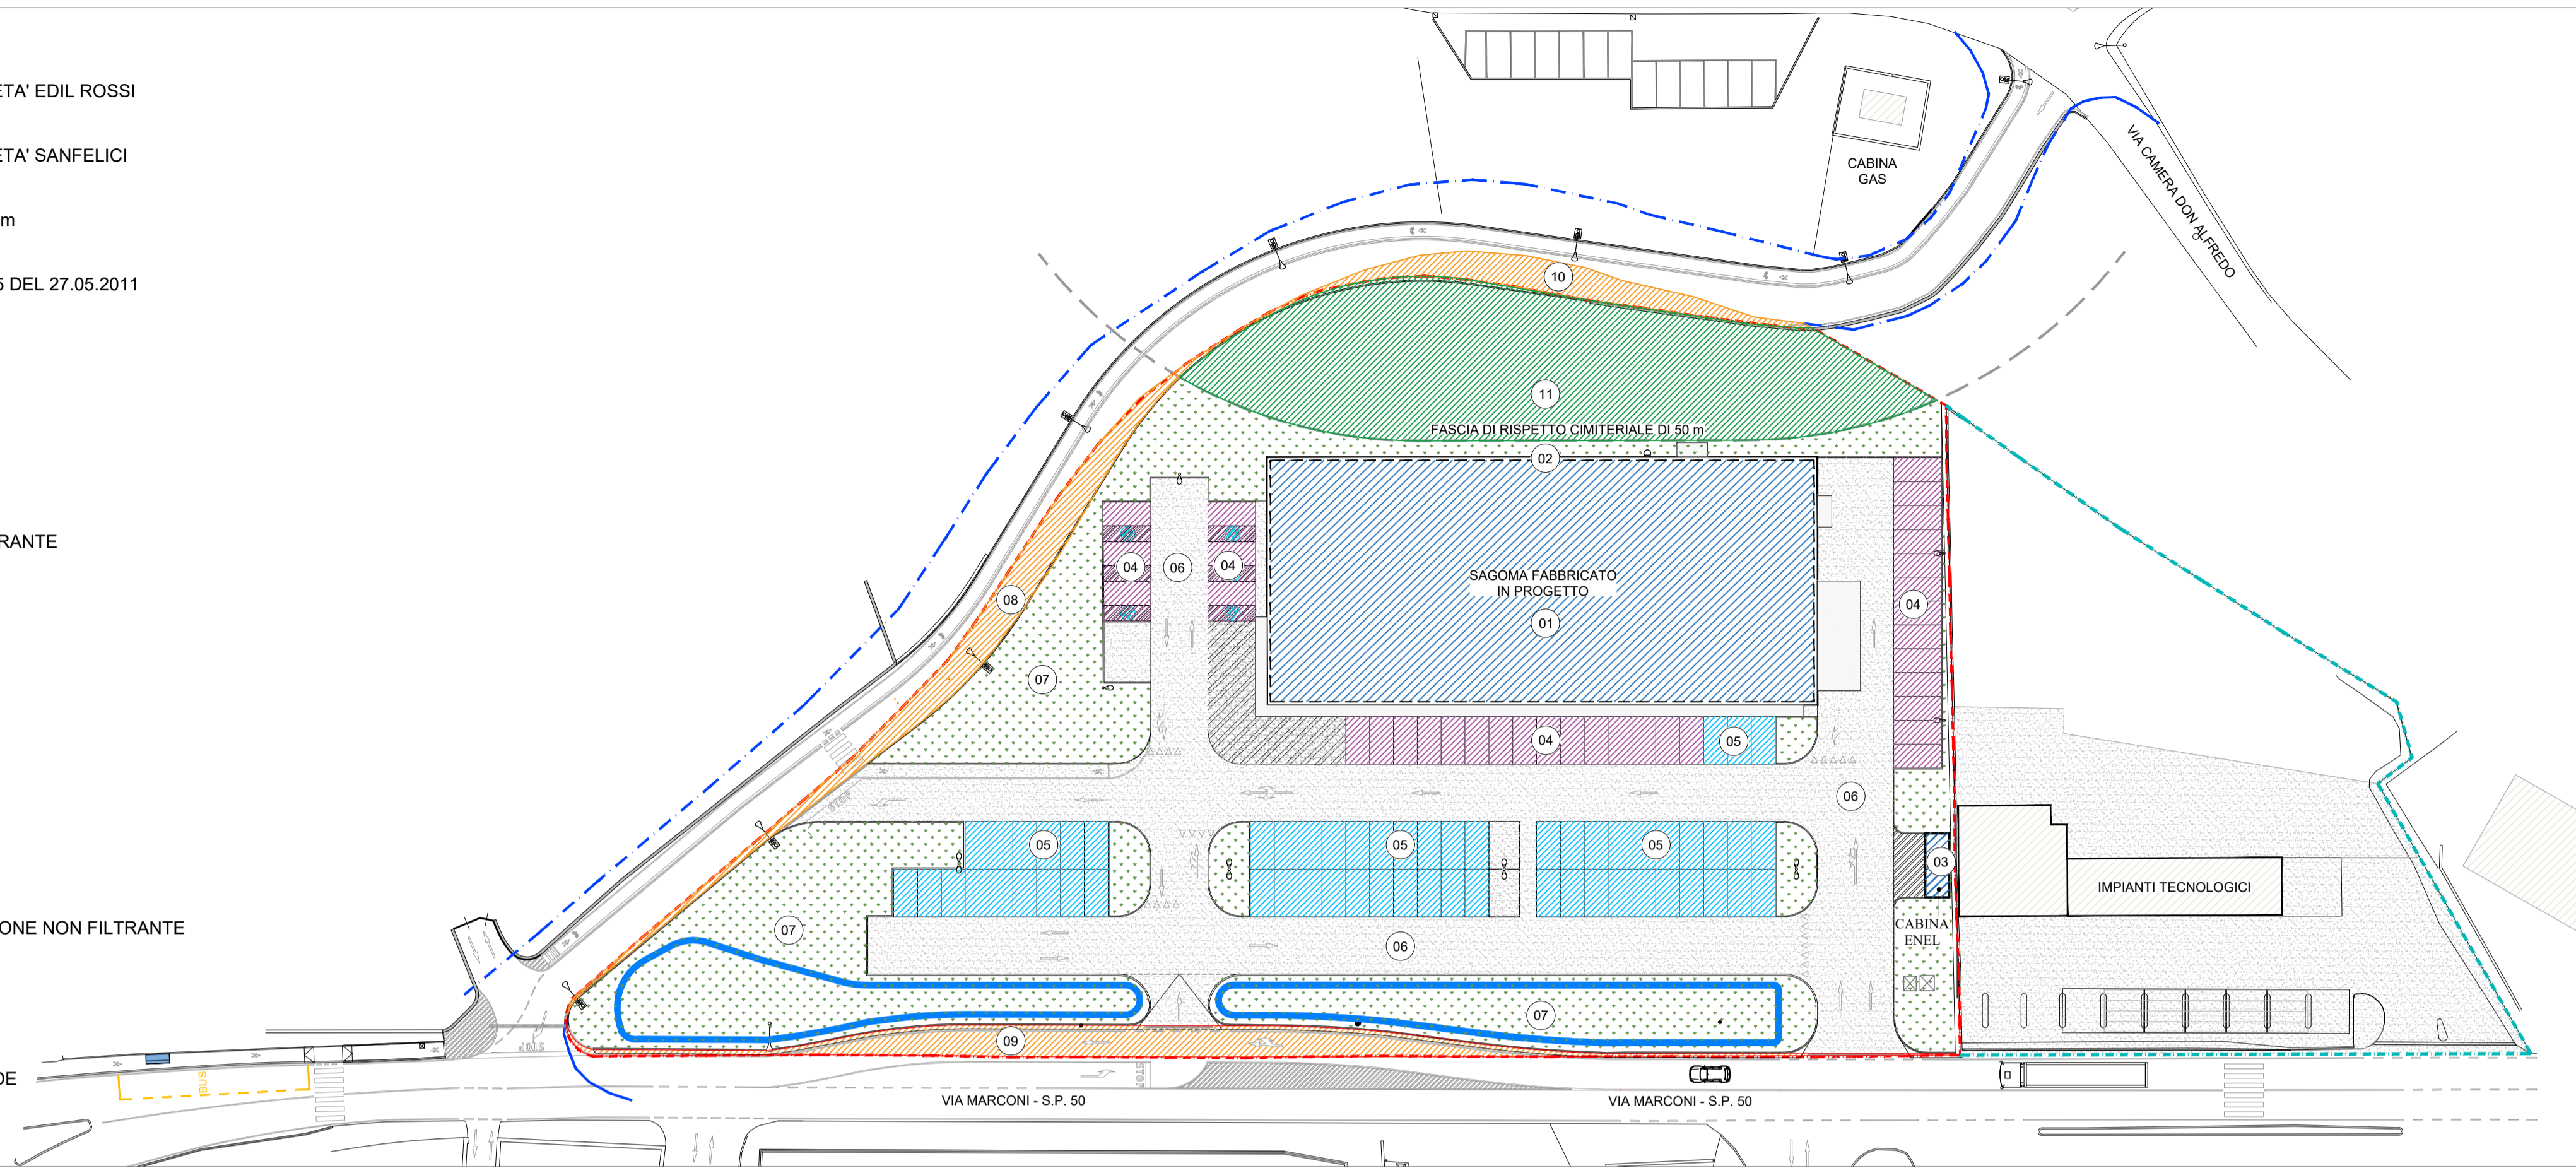 ETA' EDIL ROSSI
ETA' SANFELICI
m
5 DEL 27.05.2011
RANTE
ONE NON FILTRANTE
DE
CABINA
GAS
VIA CAMERA DON ALFREDO
10
11
FASCIA DI RISPETTO CIMITERIALE DI 50 m
02
SAGOMA FABBRICATO
IN PROGETTO
01
04
06
04
04
08
07
04
05
06
STOP
05
05
05
03
IMPIANTI TECNOLOGICI
CABINA
ENEL
07
06
07
09
STOP
STOP
BUS
VIA MARCONI - S.P. 50
VIA MARCONI - S.P. 50